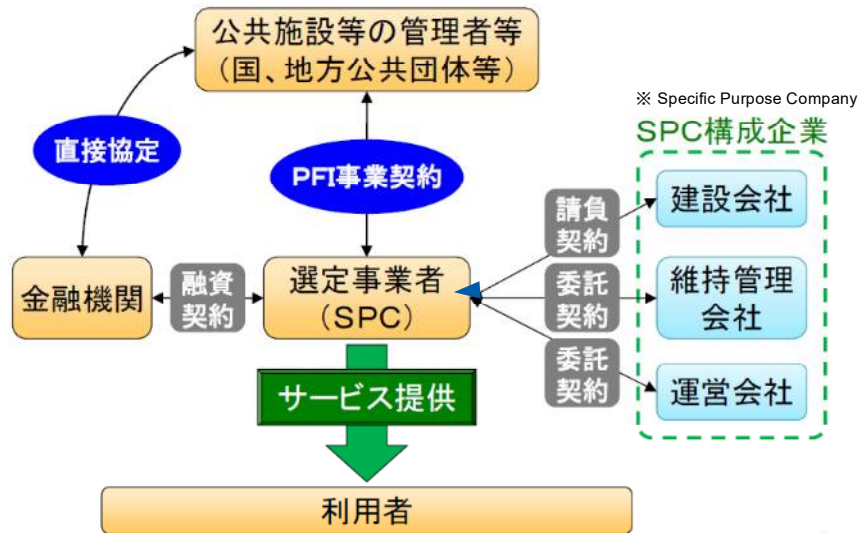 公共施設等の管理者等
（国、地方公共団体等）
※ Specific Purpose Company
SPC構成企業
直接協定
PFI事業契約
請負
契約
建設会社
金融機関
融資
契約
選定事業者
（SPC）
委託
契約
維持管理
会社
委託
契約
運営会社
サービス提供
利用者